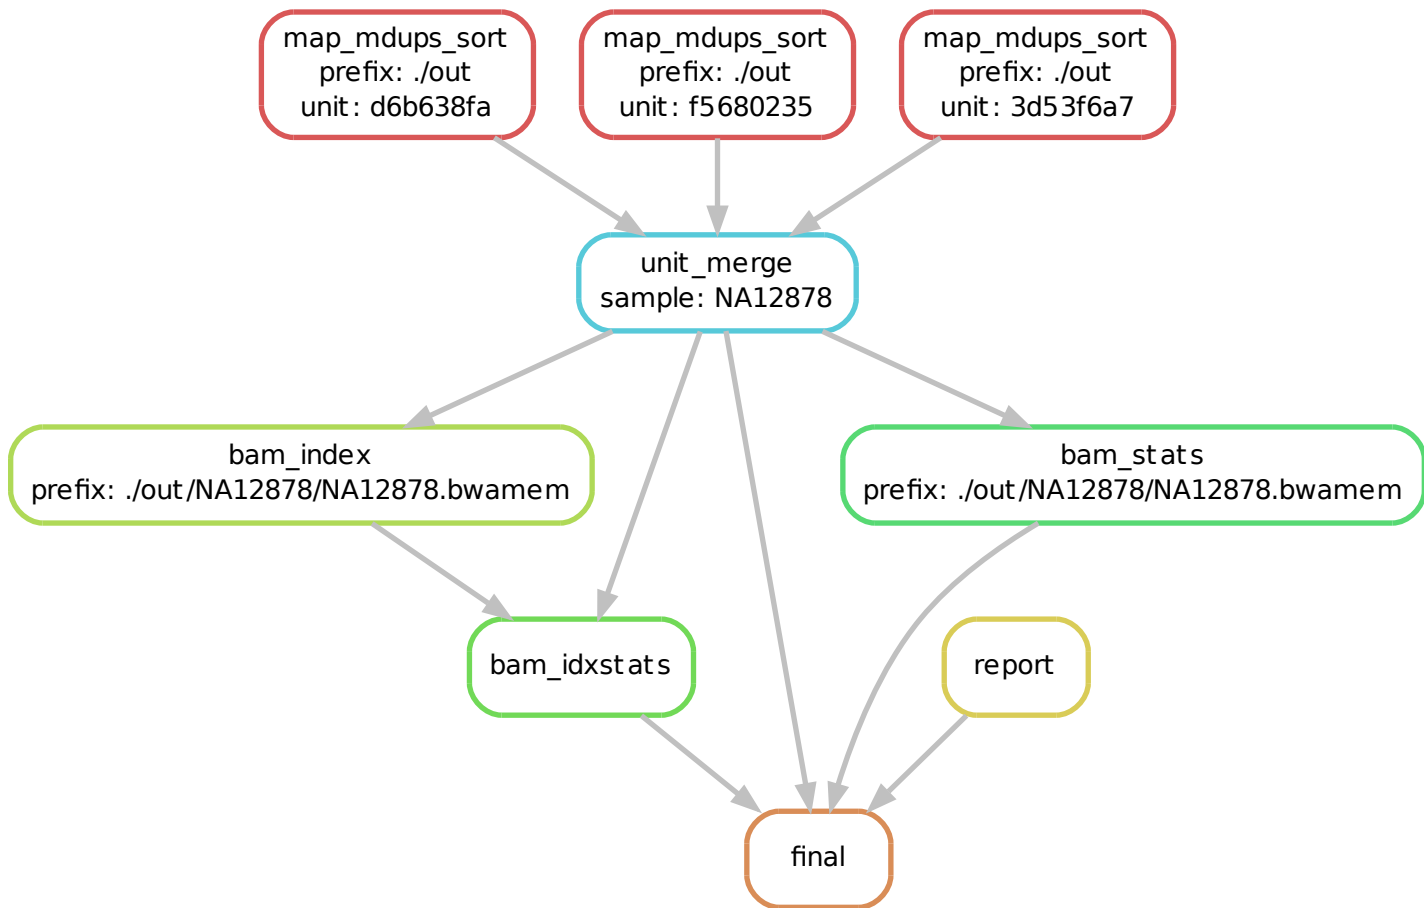 map_mdups_sort
prefix: ./out
unit: d6b638fa
map_mdups_sort
prefix: ./out
unit: f5680235
map_mdups_sort
prefix: ./out
unit: 3d53f6a7
unit_merge
sample: NA12878
bam_index
prefix: ./out/NA12878/NA12878.bwamem
bam_stats
prefix: ./out/NA12878/NA12878.bwamem
bam_idxstats
report
final